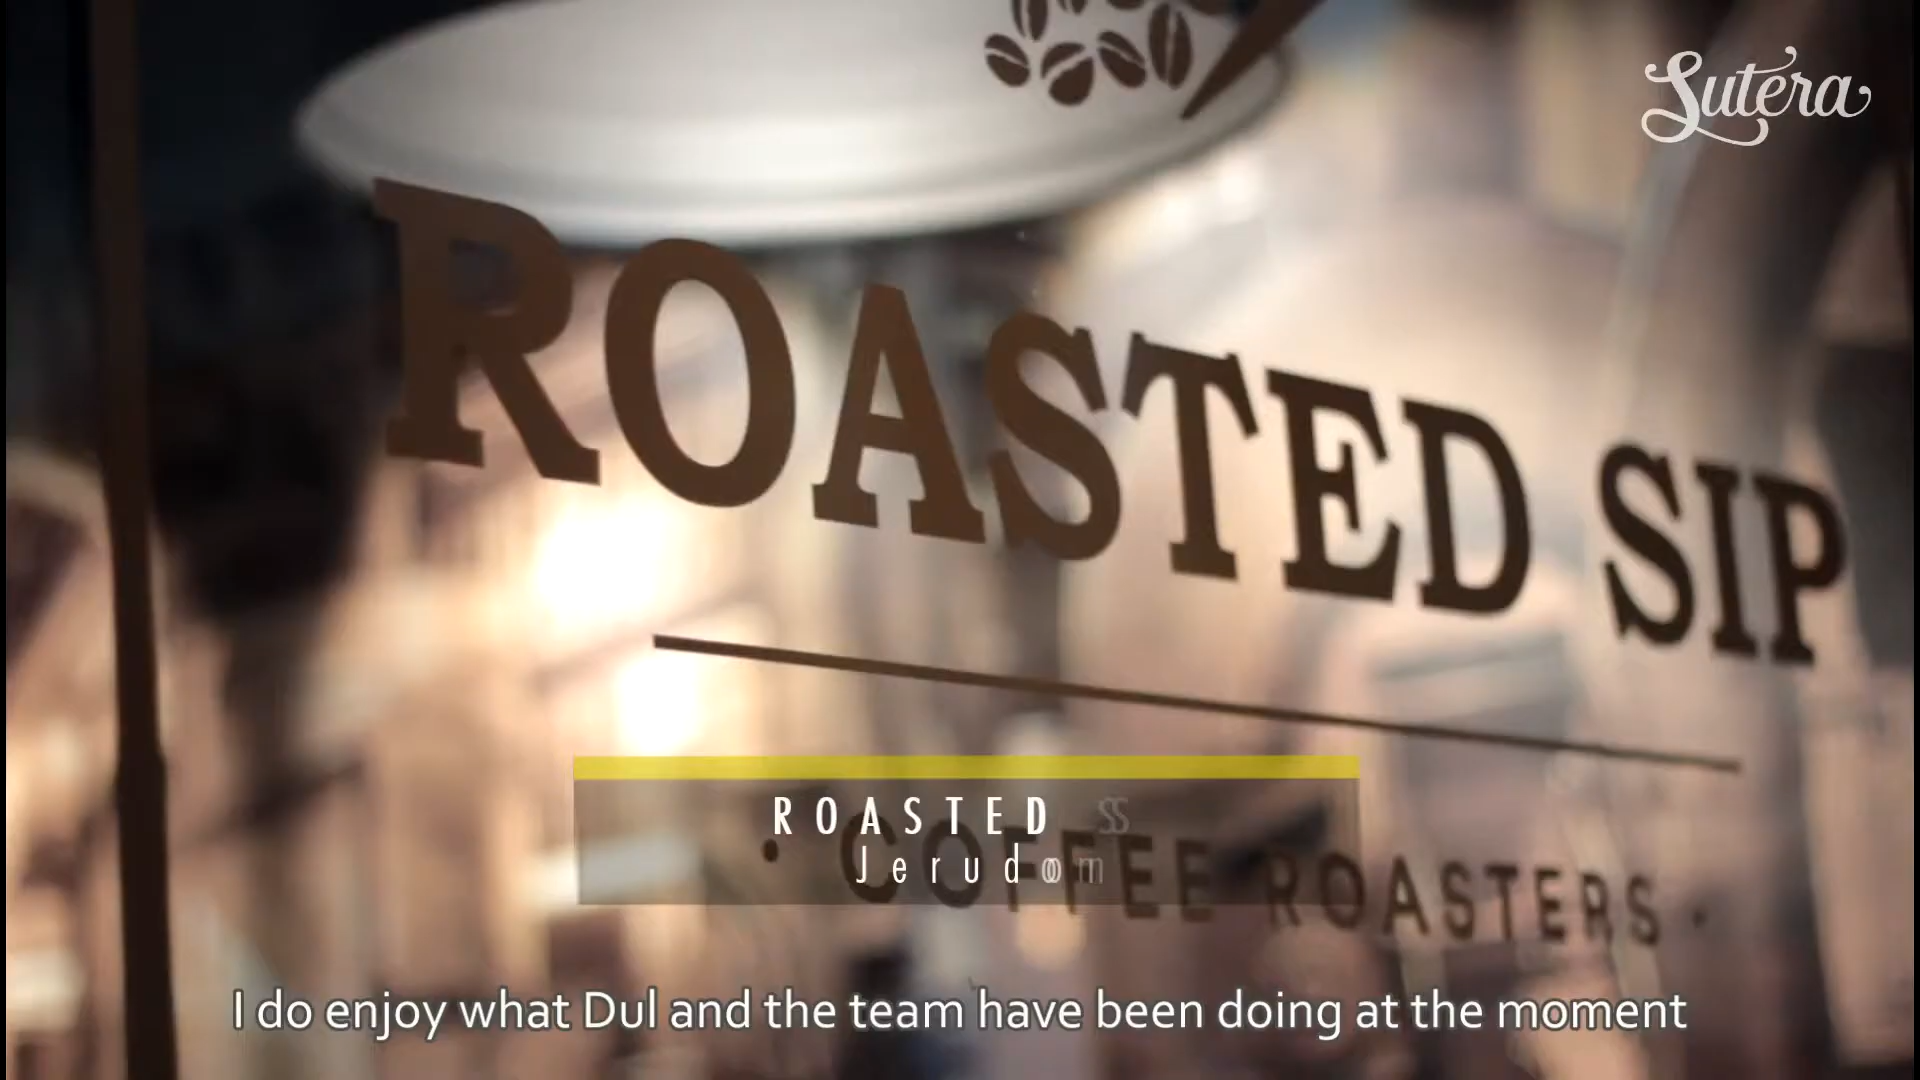 Sutera
ROASTED SIP
• COFFEE ROASTERS •
ROASTED
I do enjoy what Dul and the team have been doing at the moment